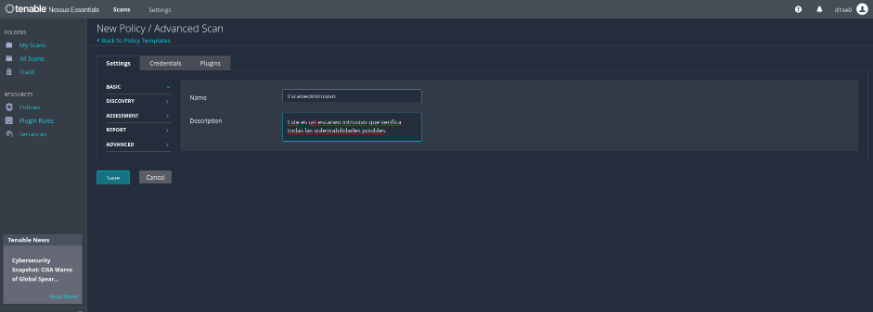 tenable Nessus Essentials
Scans
Settings
d1se0
New Policy / Advanced Scan
Back to Policy Templates
FOLDERS
My Scans
All Scans
Trash
RESOURCES
Policies
Plugin Rules
Terrascan
Settings
Credentials
Plugins
BASIC
DISCOVERY
ASSESSMENT
REPORT
ADVANCED
Name
EscaneoIntrusivo
Description
Este es un escaneo intrusivo que verifica
todas las vulnerabilidades posibles.
Save
Cancel
Tenable News
Cybersecurity
Snapshot: CISA Warns
of Global Spear...
Read More